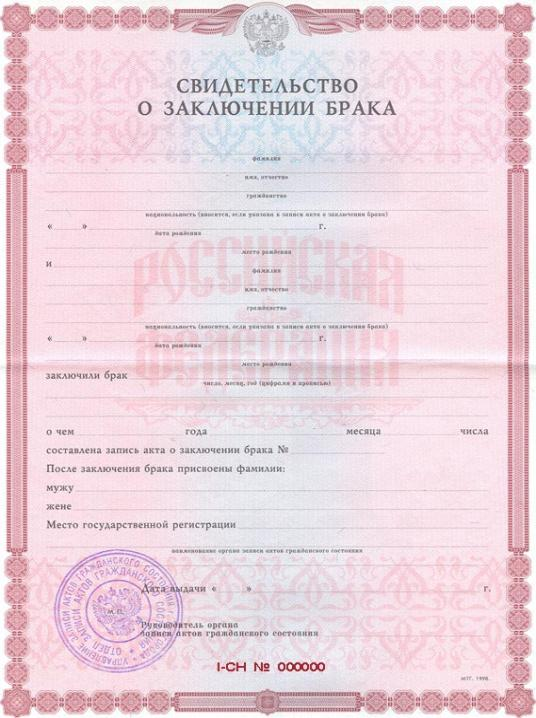 СВИДЕТЕЛЬСТВО
О ЗАКЛЮЧЕНИИ БРАКА
фамилия
имя, отчество
гражданство
национальность (вносится, если указана в записи акта о заключении брака)
« » г.
дата рождения
место рождения
и
фамилия
имя, отчество
гражданство
национальность (вносится, если указана в записи акта о заключении брака)
« » г.
дата рождения
место рождения
РОССИЙСКАЯ
ФЕДЕРАЦИЯ
заключили брак
число, месяц, год (цифрами и прописью)
о чем года месяца числа
составлена запись акта о заключении брака №
После заключения брака присвоены фамилии:
мужу
жене
Место государственной регистрации
наименование органа записи актов гражданского состояния
Дата выдачи « » г.
М.П.
Руководитель органа
записи актов гражданского состояния
I-СН № 000000
МТГ. 1998.
УПРАВЛЕНИЕ ЗАПИСИ АКТОВ ГРАЖДАНСКОГО СОСТОЯНИЯ
ОТДЕЛ ЗАПИСИ АКТОВ ГРАЖДАНСКОГО